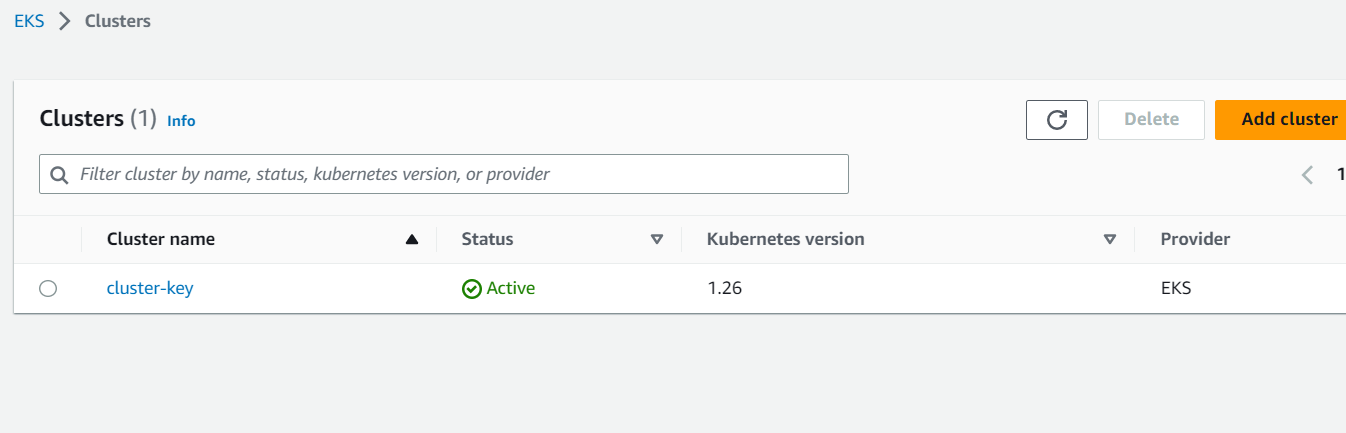 EKS > Clusters
Clusters (1) Info
Delete
Add cluster
Filter cluster by name, status, kubernetes version, or provider
1
Cluster name Status Kubernetes version Provider
cluster-key Active 1.26 EKS